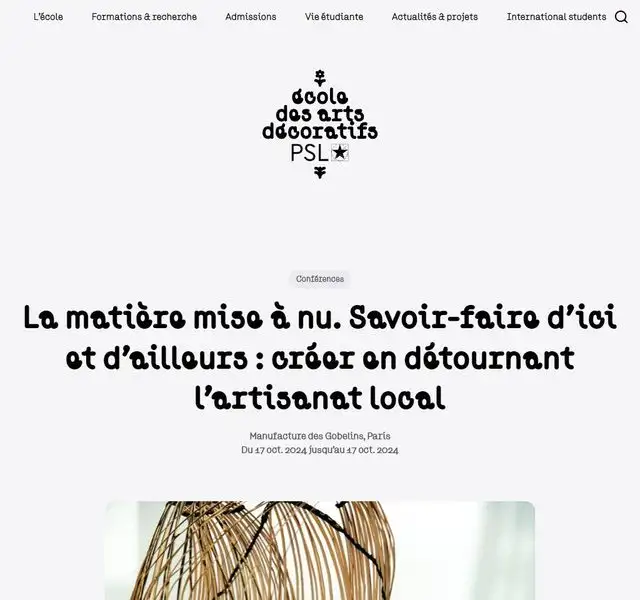 L'école
Formations & recherche
Admissions
Vie étudiante
Actualités & projets
International students
école
des arts
décoratifs
PSL
Conférences
La matière mise à nu. Savoir-faire d'ici
et d'ailleurs : créer en détournant
l'artisanat local
Manufacture des Gobelins, Paris
Du 17 oct. 2024 jusqu'au 17 oct. 2024